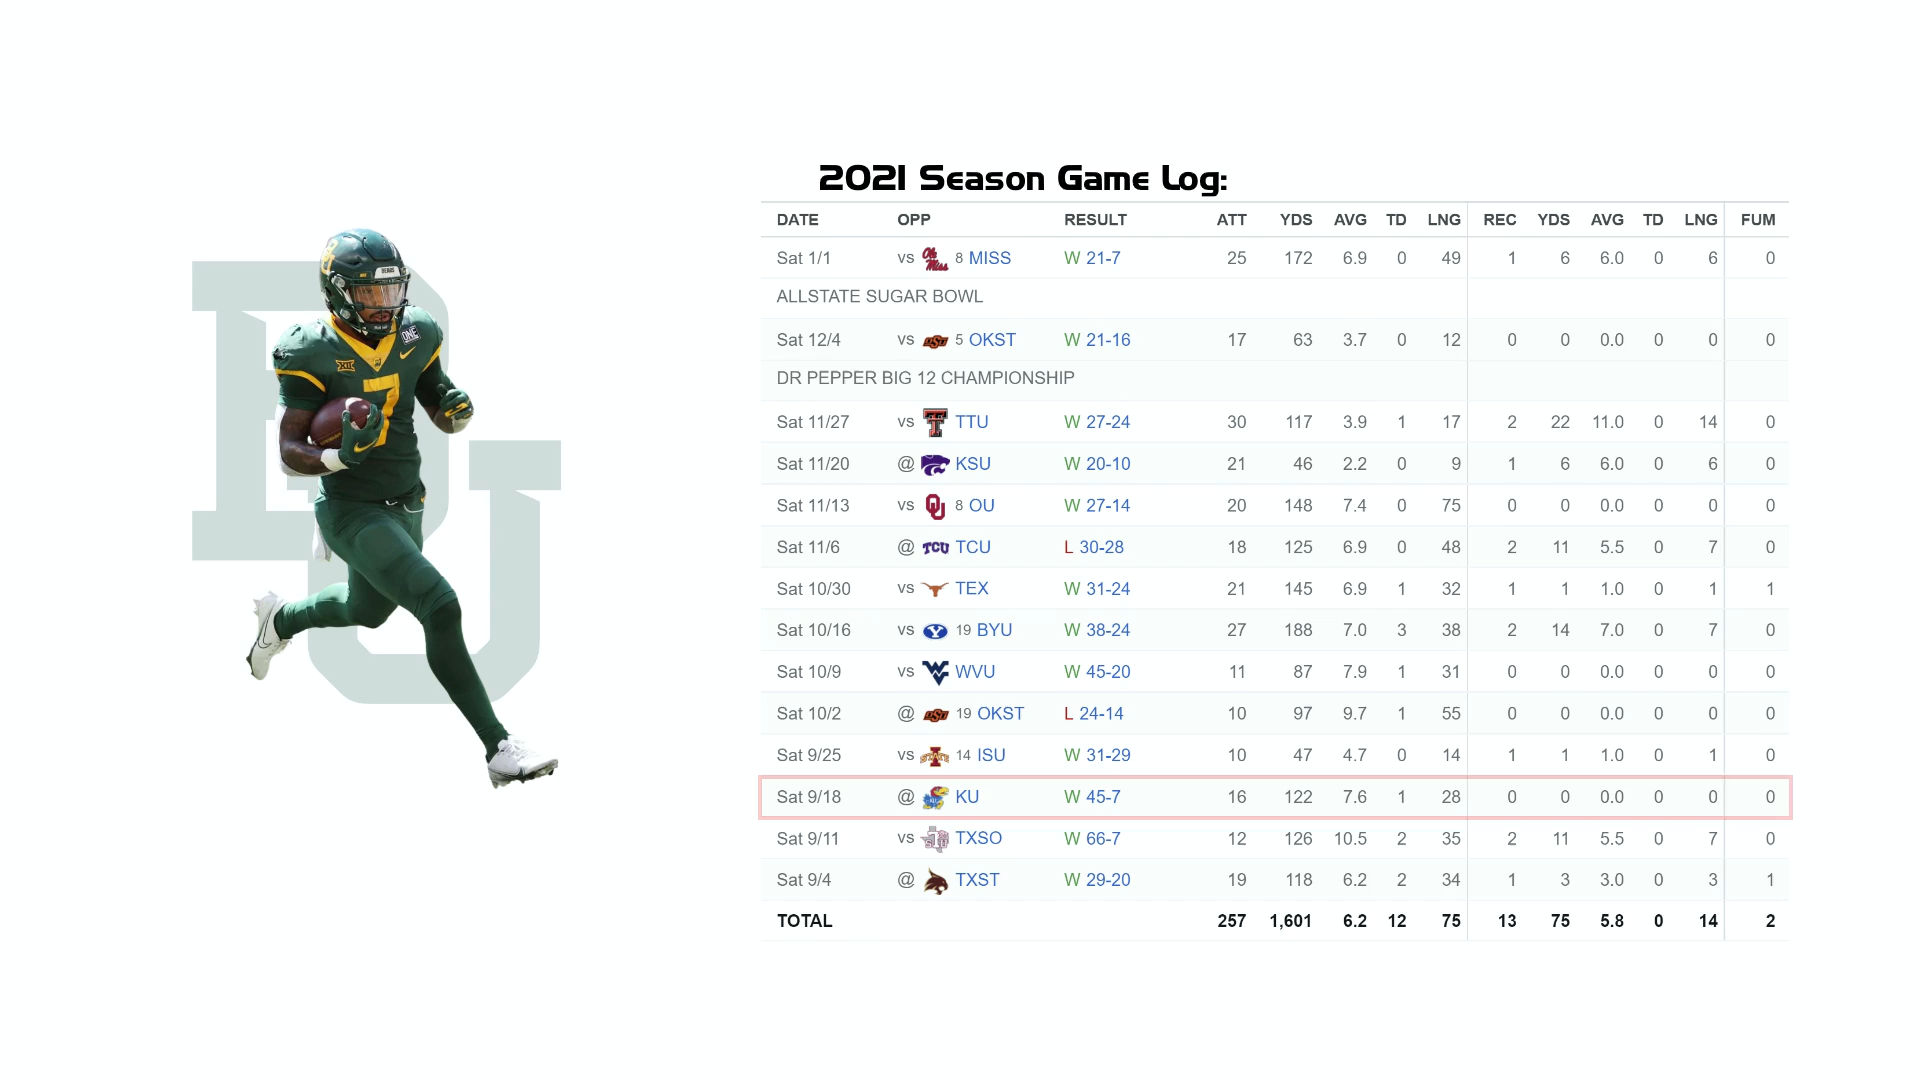 2021 Season Game Log:
DATE OPP RESULT ATT YDS AVG TD LNG REC YDS AVG TD LNG FUM
Sat 1/1 vs Ole Miss 8 MISS W 21-7 25 172 6.9 0 49 1 6 6.0 0 6 0
ALLSTATE SUGAR BOWL
Sat 12/4 vs OSU 5 OKST W 21-16 17 63 3.7 0 12 0 0 0.0 0 0 0
DR PEPPER BIG 12 CHAMPIONSHIP
Sat 11/27 vs TTU W 27-24 30 117 3.9 1 17 2 22 11.0 0 14 0
Sat 11/20 @ KSU W 20-10 21 46 2.2 0 9 1 6 6.0 0 6 0
Sat 11/13 vs OU 8 OU W 27-14 20 148 7.4 0 75 0 0 0.0 0 0 0
Sat 11/6 @ TCU TCU L 30-28 18 125 6.9 0 48 2 11 5.5 0 7 0
Sat 10/30 vs TEX W 31-24 21 145 6.9 1 32 1 1 1.0 0 1 1
Sat 10/16 vs Y 19 BYU W 38-24 27 188 7.0 3 38 2 14 7.0 0 7 0
Sat 10/9 vs WV WVU W 45-20 11 87 7.9 1 31 0 0 0.0 0 0 0
Sat 10/2 @ OSU 19 OKST L 24-14 10 97 9.7 1 55 0 0 0.0 0 0 0
Sat 9/25 vs I STATE 14 ISU W 31-29 10 47 4.7 0 14 1 1 1.0 0 1 0
Sat 9/18 @ KU KU W 45-7 16 122 7.6 1 28 0 0 0.0 0 0 0
Sat 9/11 vs TXSO W 66-7 12 126 10.5 2 35 2 11 5.5 0 7 0
Sat 9/4 @ TXST W 29-20 19 118 6.2 2 34 1 3 3.0 0 3 1
TOTAL 257 1,601 6.2 12 75 13 75 5.8 0 14 2
BU
BEARS
ONE
XII
7